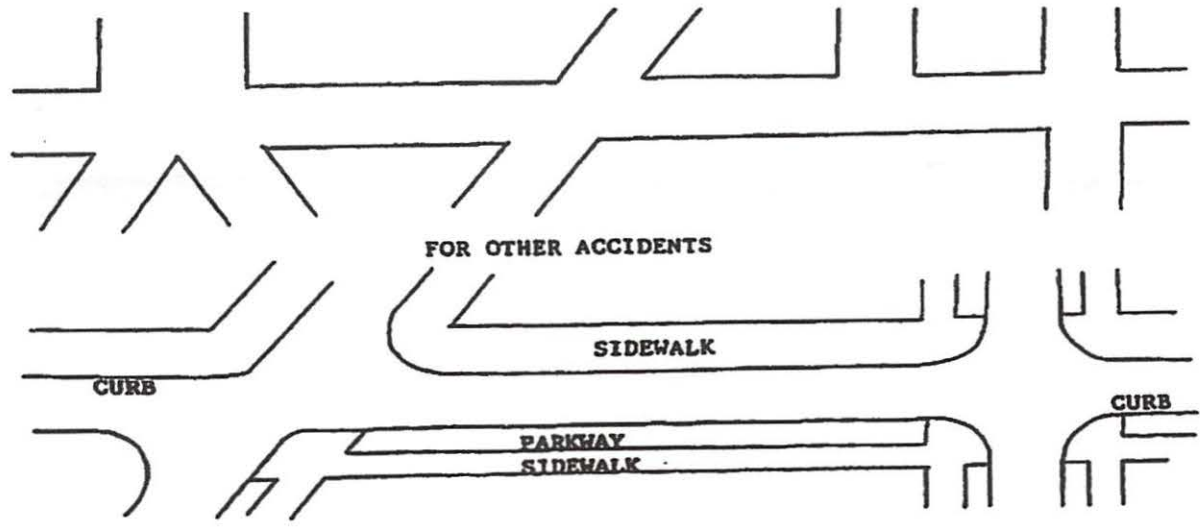 FOR OTHER ACCIDENTS
SIDEWALK
CURB
CURB
PARKWAY
SIDEWALK